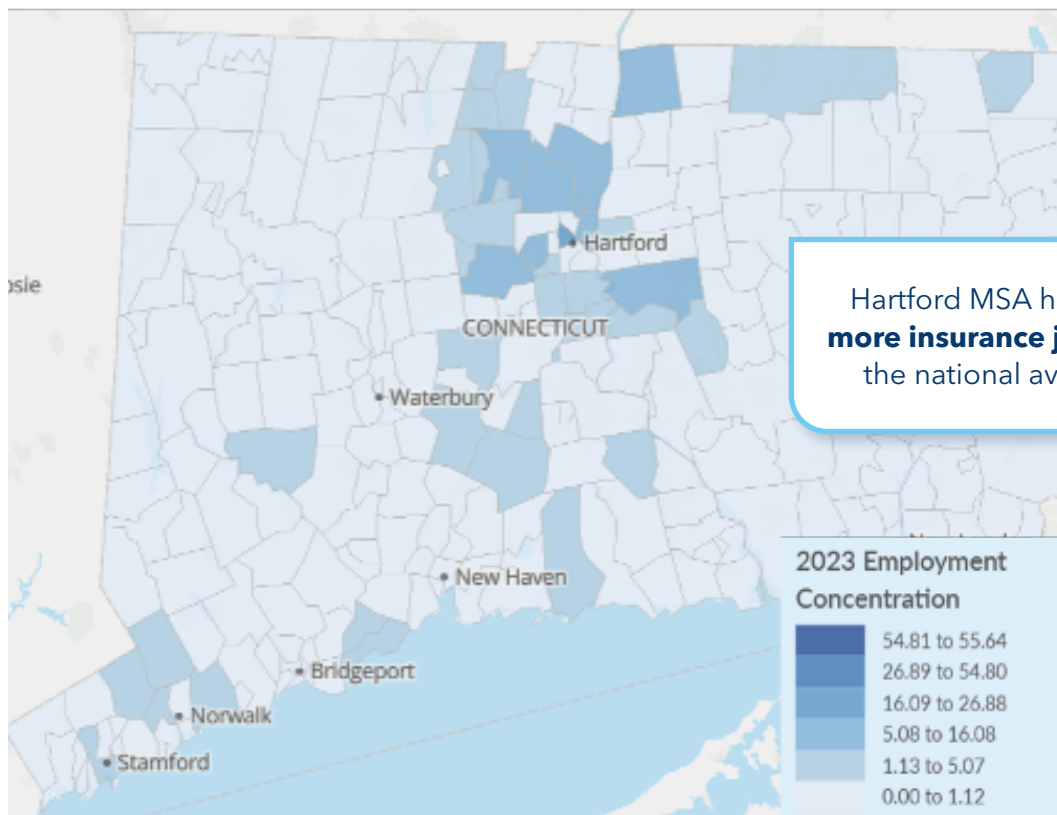 Hartford
osie
Hartford MSA h
more insurance j
the national av
CONNECTICUT
Waterbury
New Haven
2023 Employment
Concentration
54.81 to 55.64
26.89 to 54.80
16.09 to 26.88
5.08 to 16.08
1.13 to 5.07
0.00 to 1.12
Bridgeport
Norwalk
Stamford